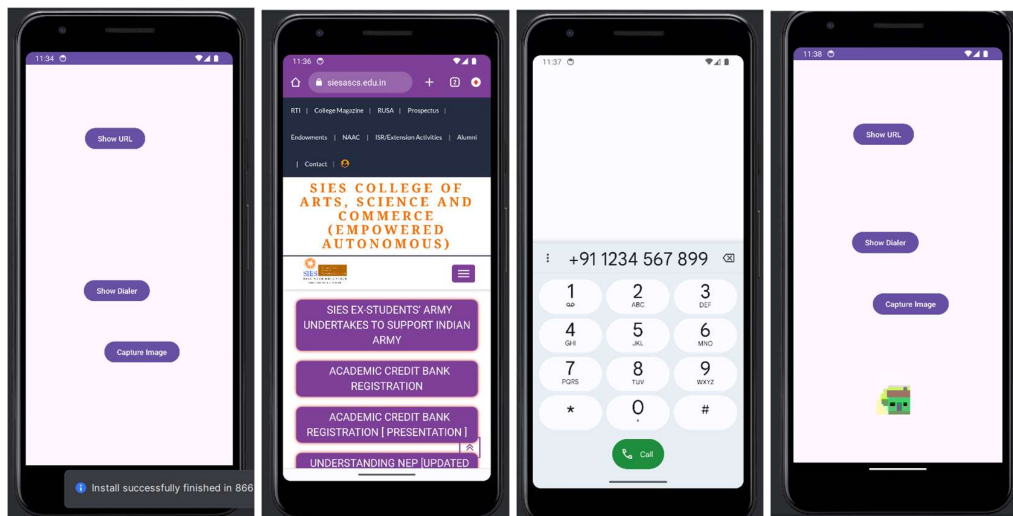 11:34
Show URL
Show Dialer
Capture Image
Install successfully finished in 866
11:36
siesascs.edu.in
RTI | College Magazine | RUSA | Prospectus |
Endowments | NAAC | ISR/Extension Activities | Alumni
| Contact |
SIES COLLEGE OF
ARTS, SCIENCE AND
COMMERCE
(EMPOWERED
AUTONOMOUS)
SIES
SIES EX-STUDENTS' ARMY
UNDERTAKES TO SUPPORT INDIAN
ARMY
ACADEMIC CREDIT BANK
REGISTRATION
ACADEMIC CREDIT BANK
REGISTRATION [ PRESENTATION ]
UNDERSTANDING NEP [UPDATED
11:37
+91 1234 567 899
1 2 3
ABC DEF
4 5 6
GHI JKL MNO
7 8 9
PQRS TUV WXYZ
* 0 #
+
Call
11:38
Show URL
Show Dialer
Capture Image